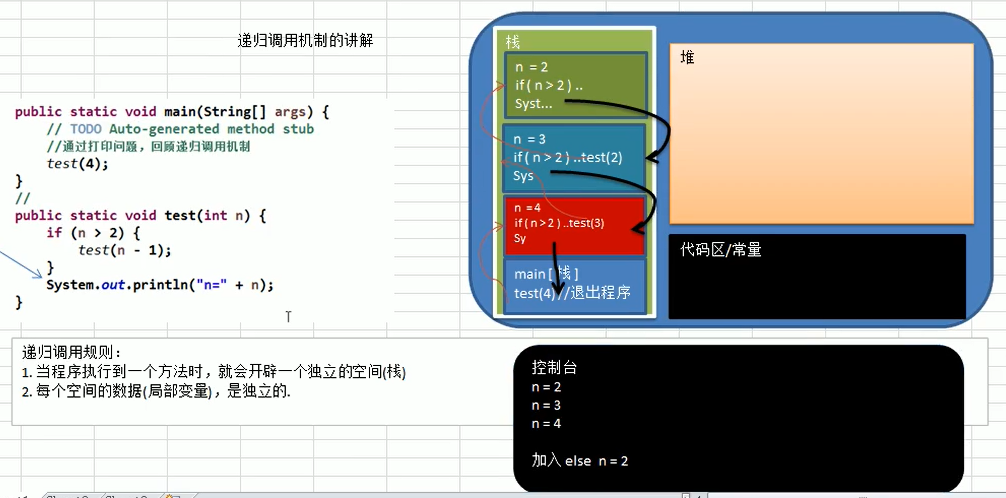 递归调用机制的讲解
public static void main(String[] args) {
// TODO Auto-generated method stub
//通过打印问题，回顾递归调用机制
test(4);
}
//
public static void test(int n) {
if (n > 2) {
test(n - 1);
}
System.out.println("n=" + n);
}
栈
n = 2
if( n > 2 ) ..
Syst...
n = 3
if( n > 2 ) ..test(2)
Sys
n = 4
if( n >2 ) ..test(3)
Sy
main [ 栈 ]
test(4) //退出程序
堆
代码区/常量
递归调用规则：
1. 当程序执行到一个方法时，就会开辟一个独立的空间(栈)
2. 每个空间的数据(局部变量)，是独立的.
控制台
n = 2
n = 3
n = 4
加入 else n = 2